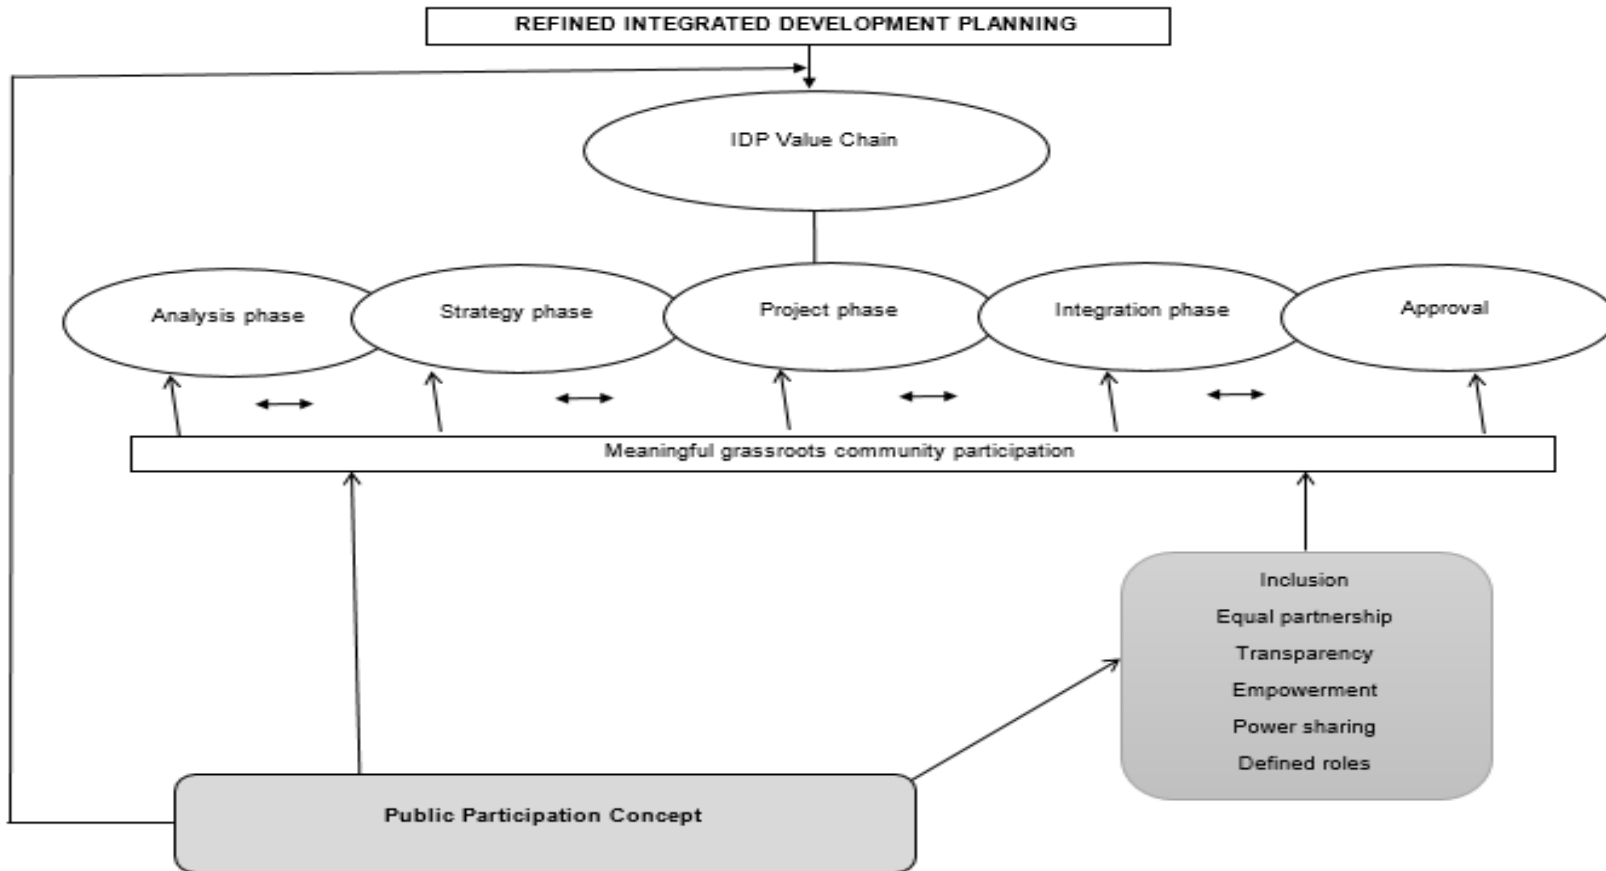 REFINED INTEGRATED DEVELOPMENT PLANNING
IDP Value Chain
Analysis phase
Strategy phase
Project phase
Integration phase
Approval
Meaningful grassroots community participation
Inclusion
Equal partnership
Transparency
Empowerment
Power sharing
Defined roles
Public Participation Concept